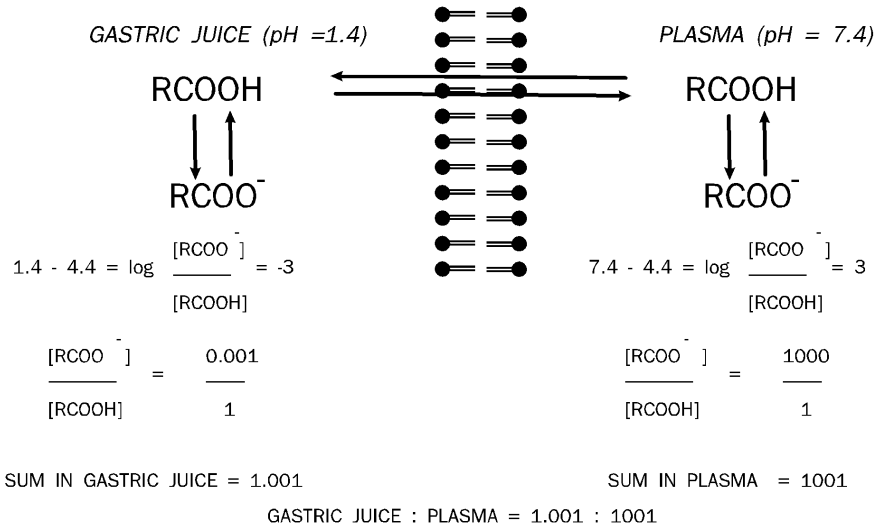 GASTRIC JUICE (pH =1.4)
PLASMA (pH = 7.4)
RCOOH
RCOO⁻
RCOOH
RCOO⁻
1.4 - 4.4 = log [RCOO⁻] / [RCOOH] = -3
7.4 - 4.4 = log [RCOO⁻] / [RCOOH] = 3
[RCOO⁻] / [RCOOH] = 0.001 / 1
[RCOO⁻] / [RCOOH] = 1000 / 1
SUM IN GASTRIC JUICE = 1.001
SUM IN PLASMA = 1001
GASTRIC JUICE : PLASMA = 1.001 : 1001